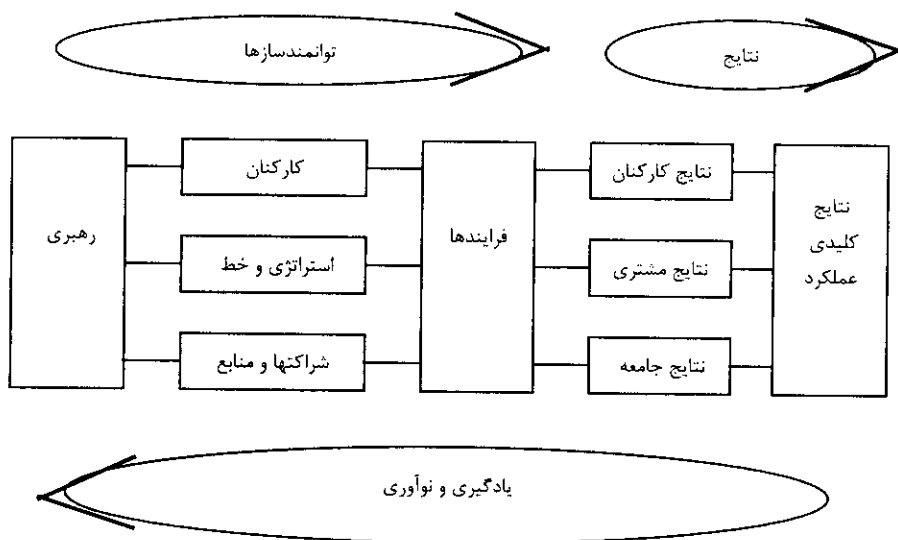 توانمندسازها
نتایج
رهبری
کارکنان
استراتژی و خط
شراکتها و منابع
فرایندها
نتایج کارکنان
نتایج مشتری
نتایج جامعه
نتایج
کلیدی
عملکرد
یادگیری و نوآوری